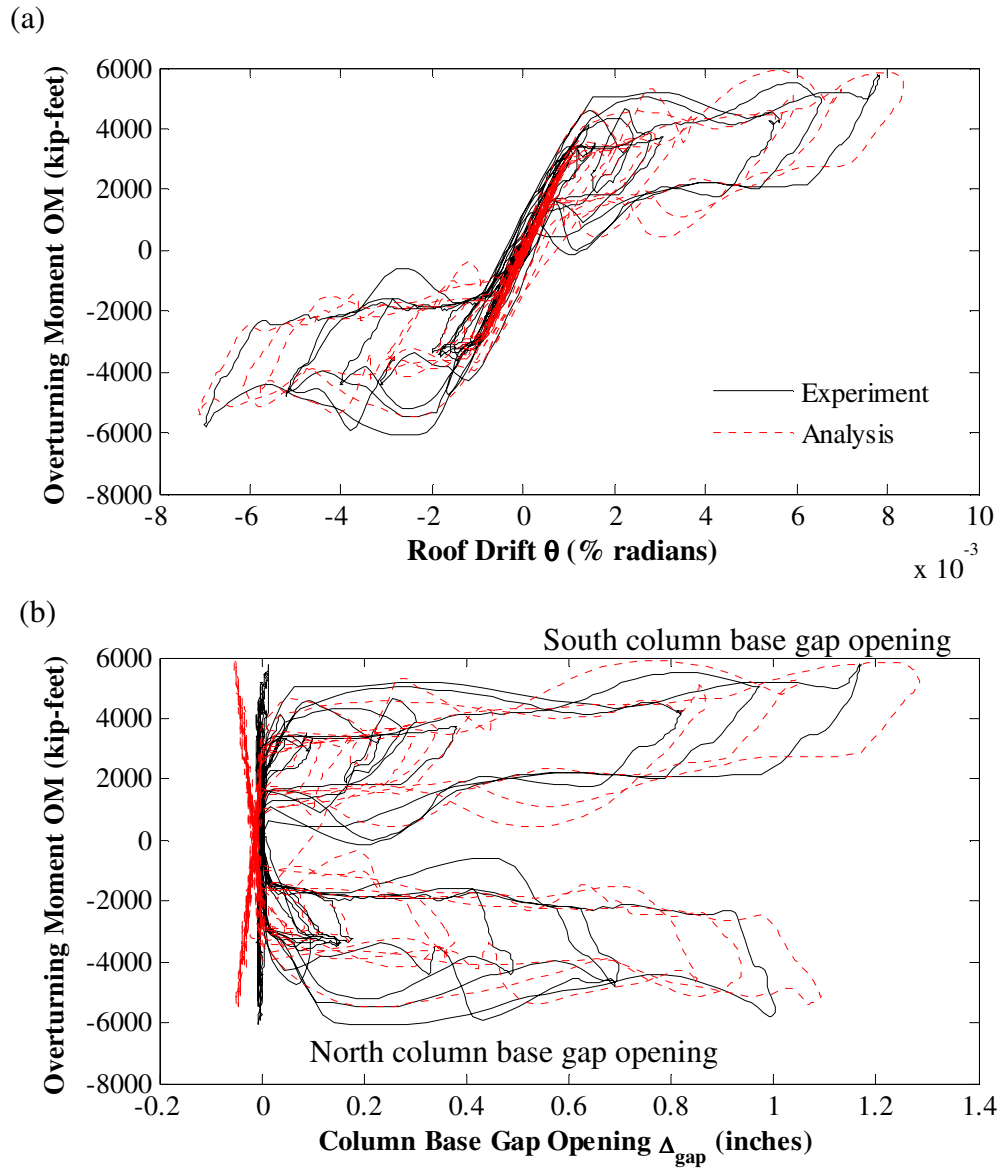 (a)
Overturning Moment OM (kip-feet)
6000
4000
2000
0
-2000
-4000
-6000
-8000
Experiment
Analysis
-8 -6 -4 -2 0 2 4 6 8 10
Roof Drift θ (% radians)
x 10-3
(b)
South column base gap opening
Overturning Moment OM (kip-feet)
6000
4000
2000
0
-2000
-4000
-6000
-8000
North column base gap opening
-0.2 0 0.2 0.4 0.6 0.8 1 1.2 1.4
Column Base Gap Opening Δgap (inches)